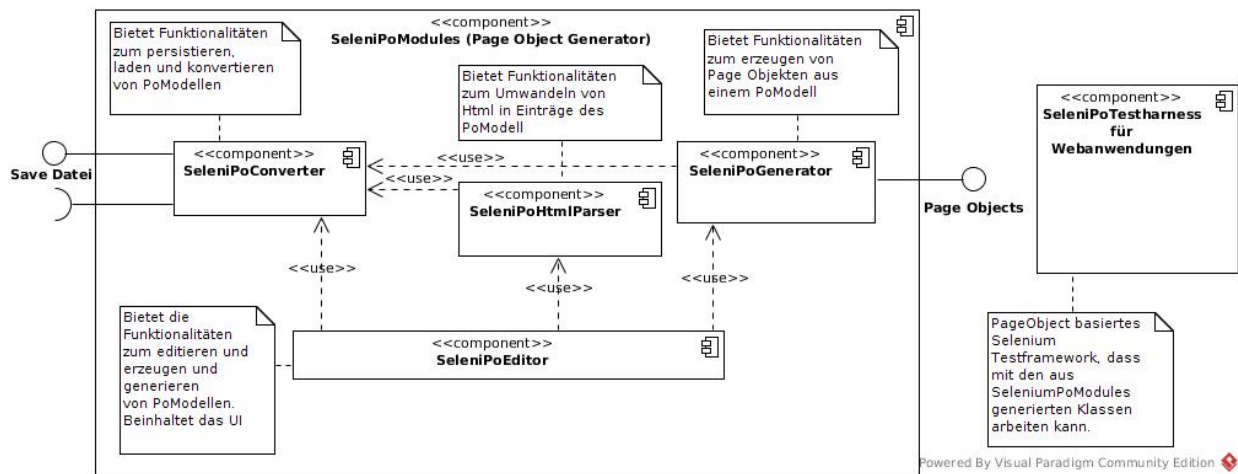 <<component>>
SeleniPoModules (Page Object Generator)
Bietet Funktionalitäten
zum persistieren,
laden und konvertieren
von PoModellen
Bietet Funktionalitäten
zum Umwandeln von
Html in Einträge des
PoModell
Bietet Funktionalitäten
zum erzeugen von
Page Objekten aus
einem PoModell
<<component>>
SeleniPoTestharness
für
Webanwendungen
Save Datei
<<component>>
SeleniPoConverter
<<use>>
<<use>>
<<component>>
SeleniPoHtmlParser
<<component>>
SeleniPoGenerator
Page Objects
<<use>>
<<use>>
<<use>>
Bietet die
Funktionalitäten
zum editieren und
erzeugen und
generieren
von PoModellen.
Beinhaltet das UI
<<component>>
SeleniPoEditor
PageObject basiertes
Selenium
Testframework, dass
mit den aus
SeleniumPoModules
generierten Klassen
arbeiten kann.
Powered By Visual Paradigm Community Edition